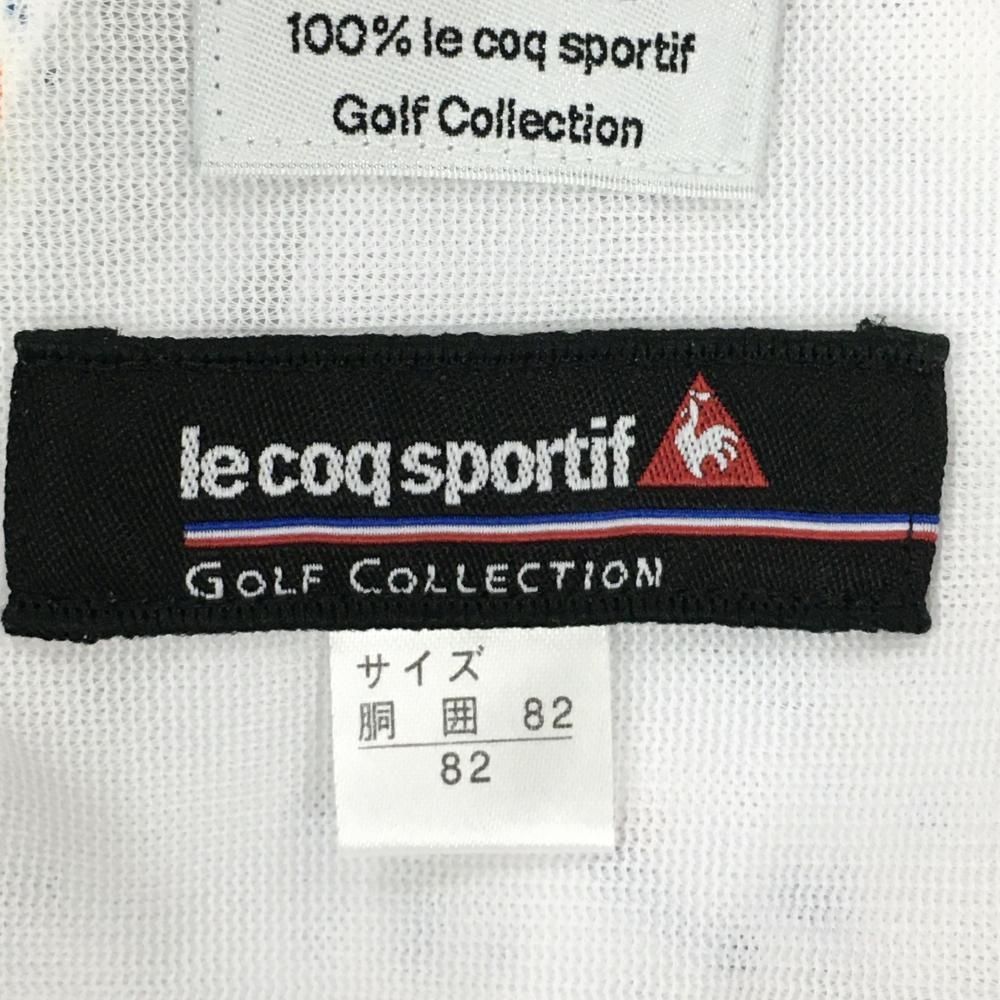 100% le coq sportif
Golf Collection
le coq sportif
GOLF COLLECTION
サイズ
胴 囲 82
82